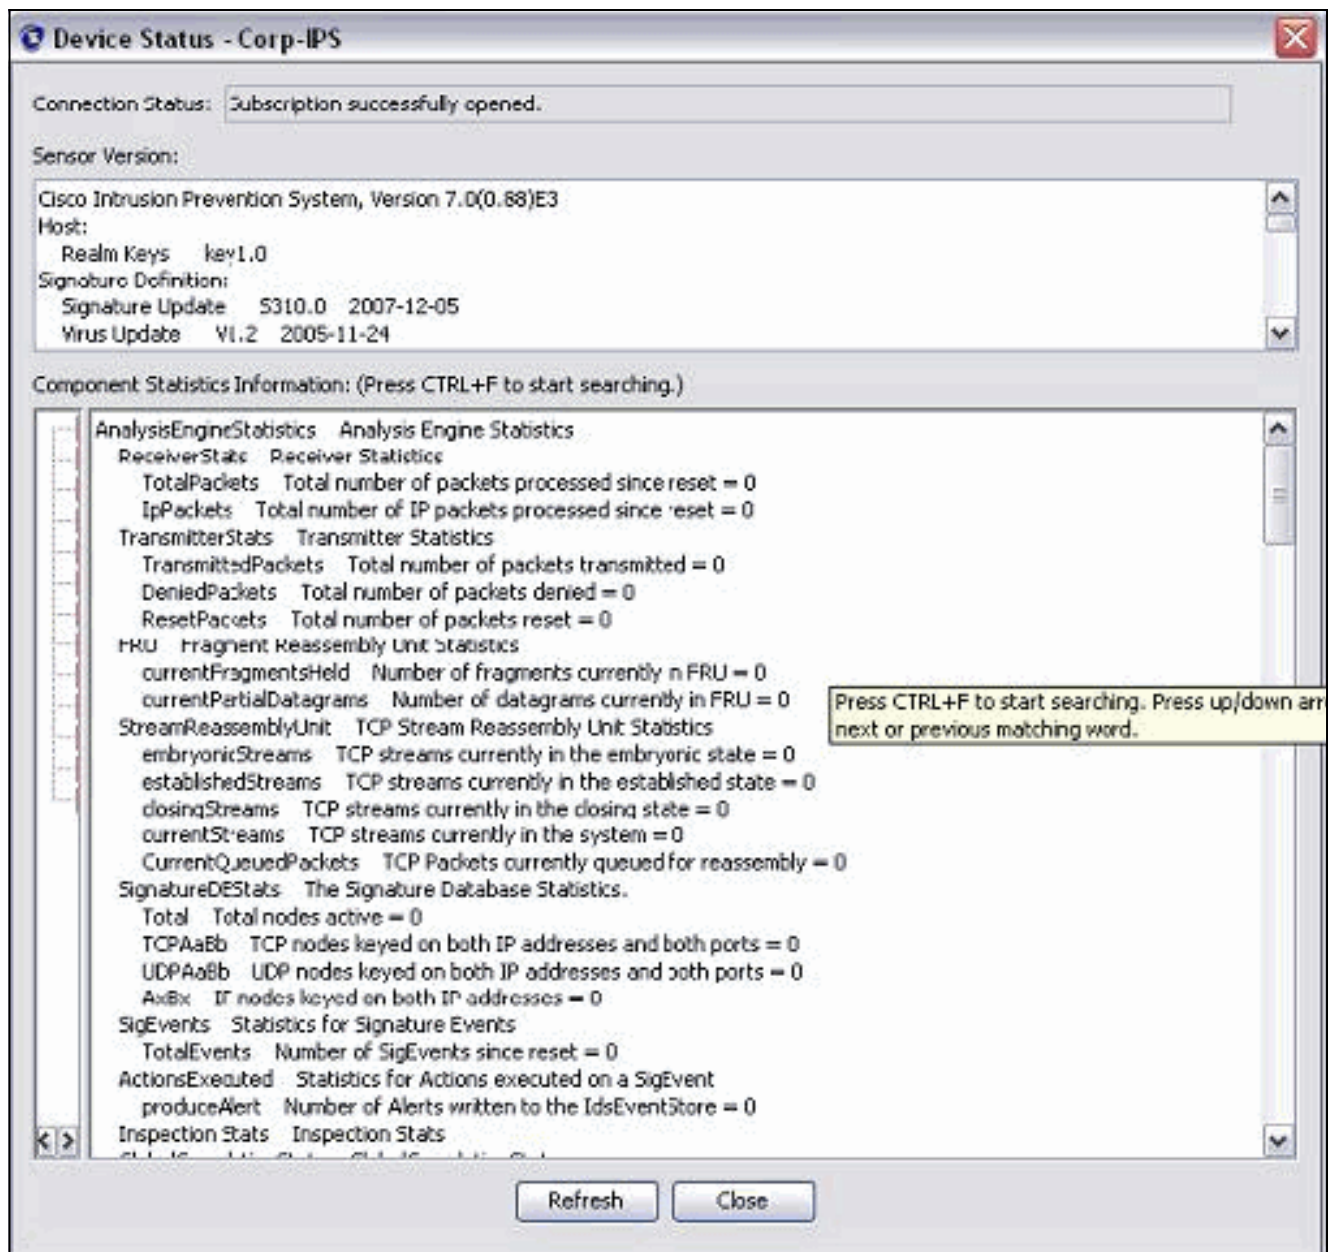 Device Status - Corp-IPS
Connection Status: Subscription successfully opened.
Sensor Version:
Cisco Intrusion Prevention System, Version 7.0(0.88)E3
Host:
Realm Keys key1.0
Signature Definition:
Signature Update S310.0 2007-12-05
Virus Update V1.2 2005-11-24
Component Statistics Information: (Press CTRL+F to start searching.)
AnalysisEngineStatistics Analysis Engine Statistics
ReceiverStats Receiver Statistics
TotalPackets Total number of packets processed since reset = 0
IpPackets Total number of IP packets processed since reset = 0
TransmitterStats Transmitter Statistics
TransmittedPackets Total number of packets transmitted = 0
DeniedPackets Total number of packets denied = 0
ResetPackets Total number of packets reset = 0
FRU Fragment Reassembly Unit Statistics
currentFragmentsHeld Number of fragments currently in FRU = 0
currentPartialDatagrams Number of datagrams currently in FRU = 0
Press CTRL+F to start searching. Press up/down arr
next or previous matching word.
StreamReassemblyUnit TCP Stream Reassembly Unit Statistics
embryonicStreams TCP streams currently in the embryonic state = 0
establishedStreams TCP streams currently in the established state = 0
closingStreams TCP streams currently in the closing state = 0
currentStreams TCP streams currently in the system = 0
CurrentQueuedPackets TCP Packets currently queued for reassembly = 0
SignatureDBStats The Signature Database Statistics.
Total Total nodes active = 0
TCPAaBb TCP nodes keyed on both IP addresses and both ports = 0
UDPAaBb UDP nodes keyed on both IP addresses and both ports = 0
AxBx IP nodes keyed on both IP addresses = 0
SigEvents Statistics for Signature Events
TotalEvents Number of SigEvents since reset = 0
ActionsExecuted Statistics for Actions executed on a SigEvent
produceAlert Number of Alerts written to the IdsEventStore = 0
Inspection Stats Inspection Stats
Refresh
Close